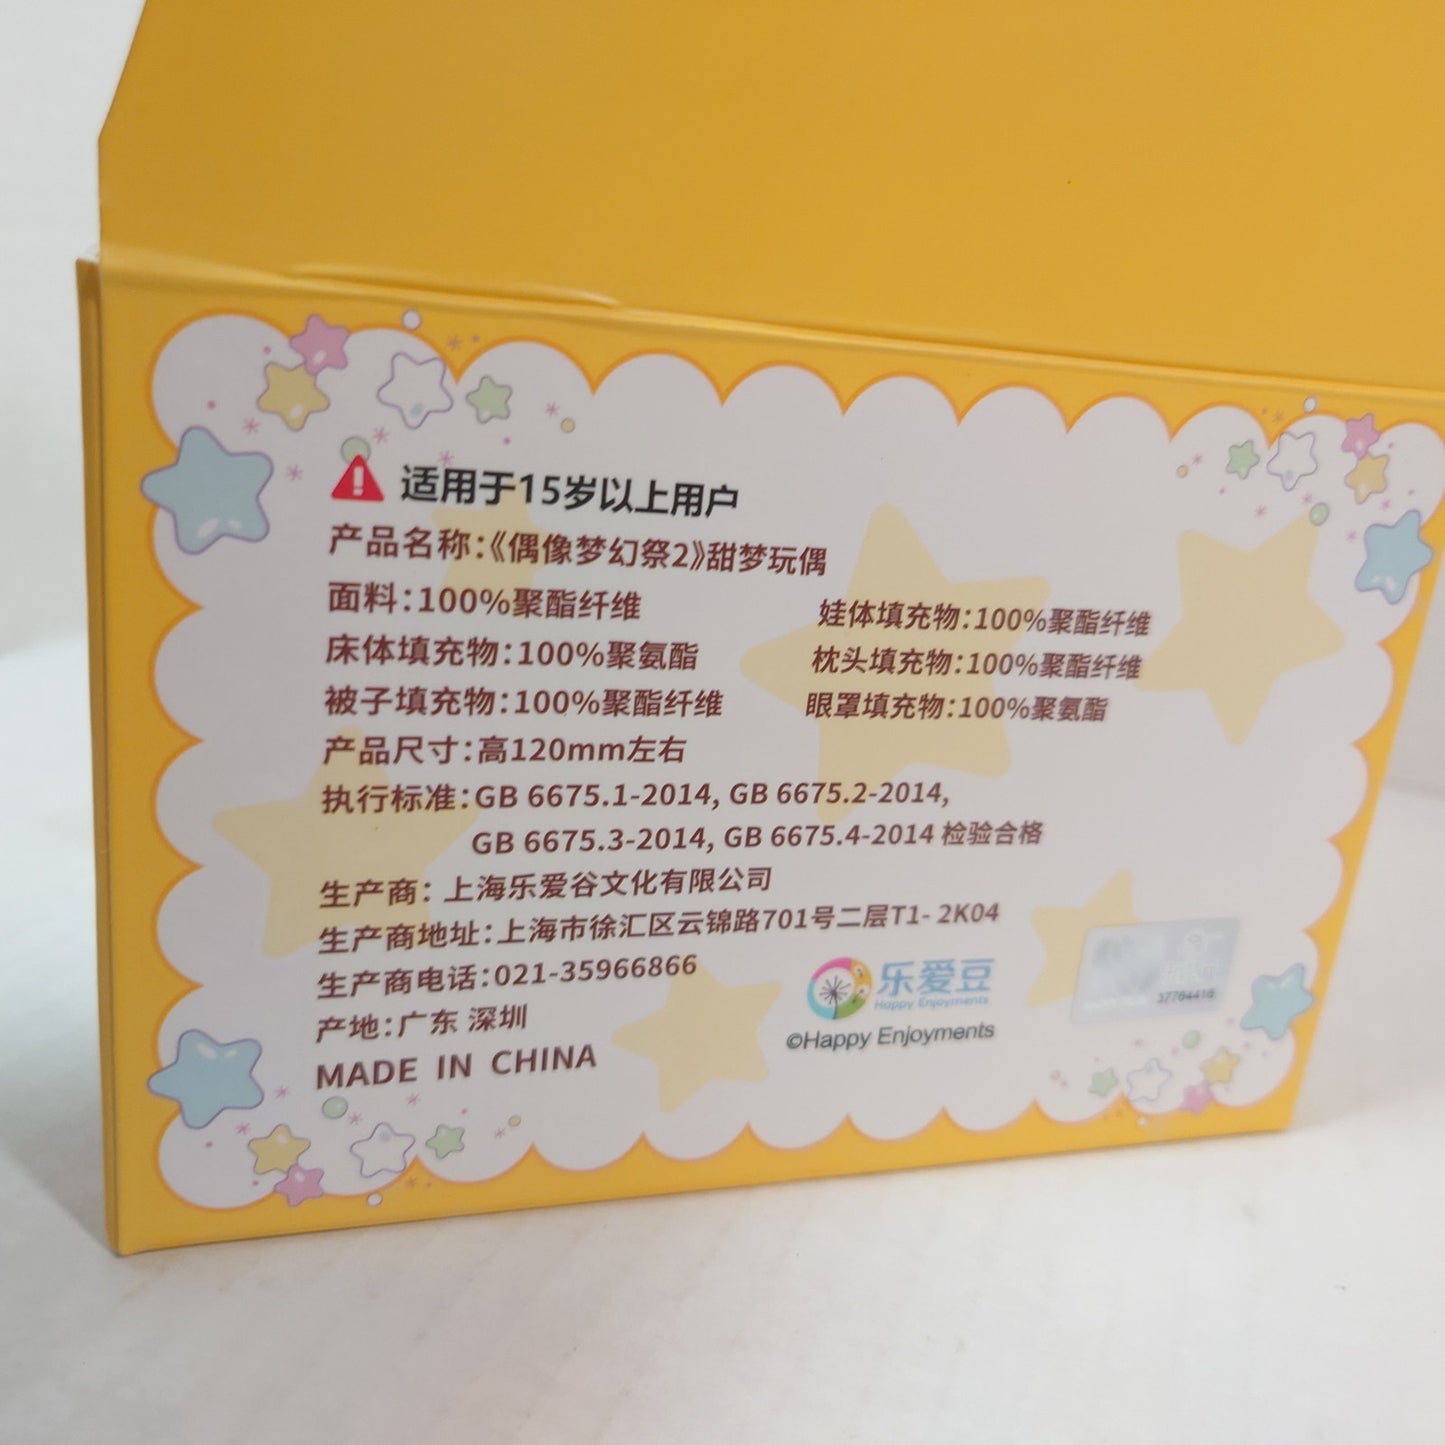 适用于15岁以上用户
产品名称：《偶像梦幻祭2》甜梦玩偶
面料：100%聚酯纤维
娃体填充物：100%聚酯纤维
床体填充物：100%聚氨酯
枕头填充物：100%聚酯纤维
被子填充物：100%聚酯纤维
眼罩填充物：100%聚氨酯
产品尺寸：高120mm左右
执行标准：GB 6675.1-2014, GB 6675.2-2014,
GB 6675.3-2014, GB 6675.4-2014 检验合格
生产商：上海乐爱谷文化有限公司
生产商地址：上海市徐汇区云锦路701号二层T1- 2K04
生产商电话：021-35966866
产地：广东 深圳
MADE IN CHINA
乐爱豆
Happy Enjoyments
©Happy Enjoyments
37764416